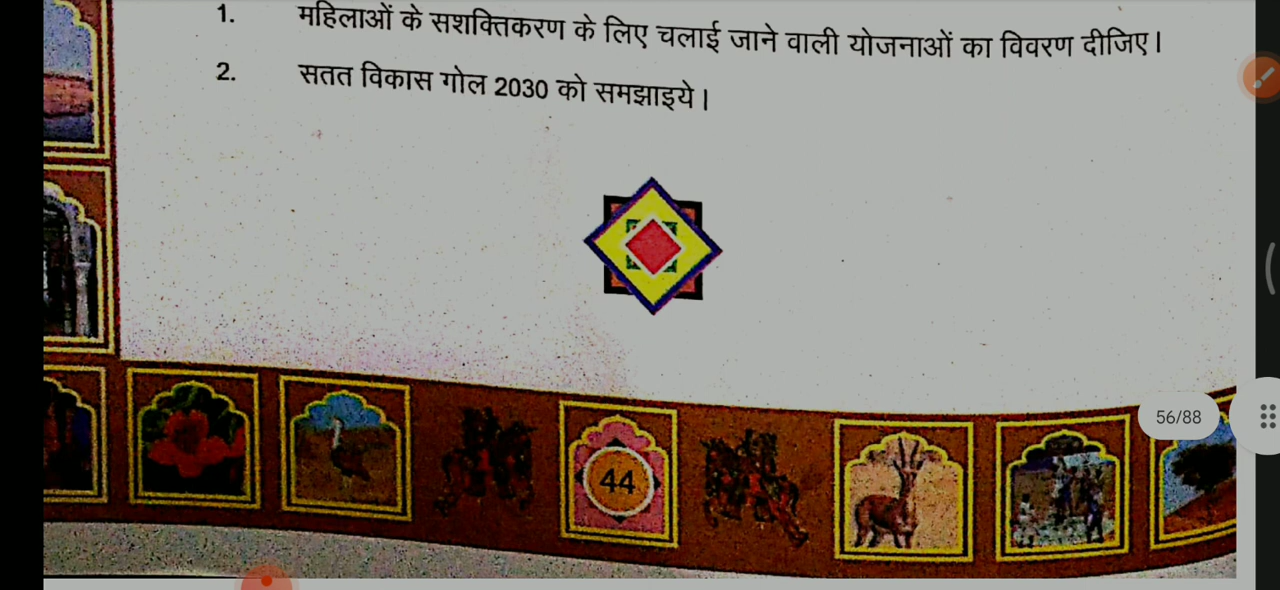 1. महिलाओं के सशक्तिकरण के लिए चलाई जाने वाली योजनाओं का विवरण दीजिए।
2. सतत विकास गोल 2030 को समझाइये।
56/88
44